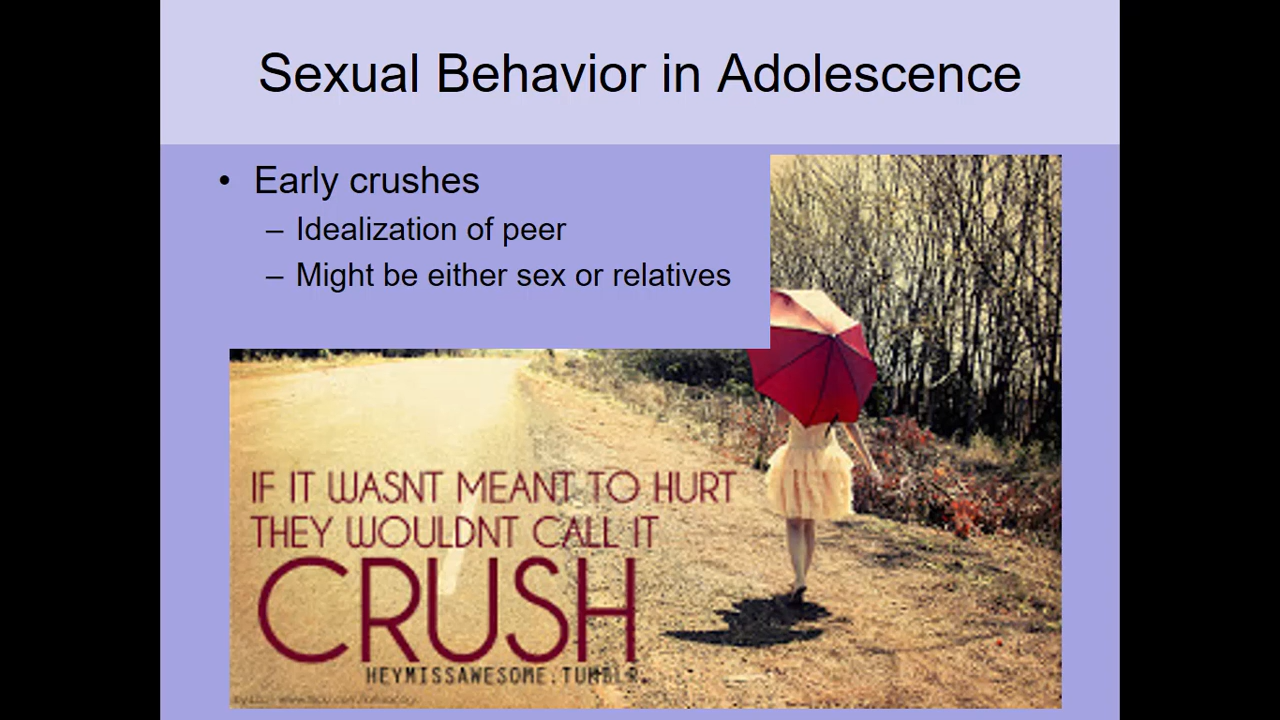 Sexual Behavior in Adolescence
• Early crushes
– Idealization of peer
– Might be either sex or relatives
IF IT WASNT MEANT TO HURT
THEY WOULDNT CALL IT
CRUSH
HEYMISSAWESOME.TUMBLR.